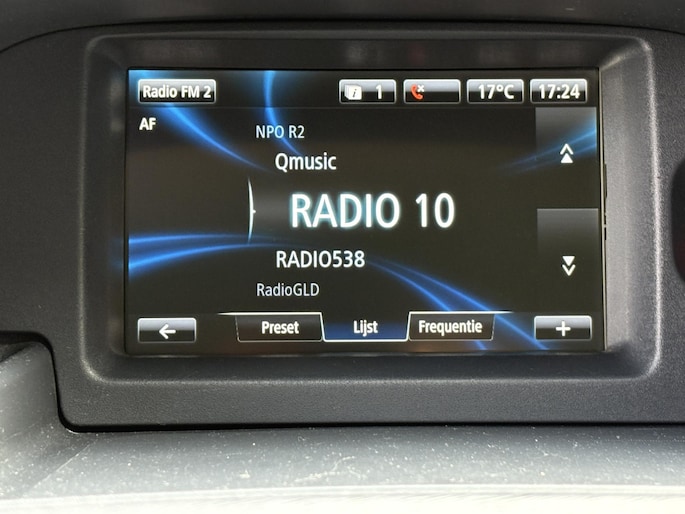 Radio FM 2
1
17°C
17:24
AF
NPO R2
Qmusic
RADIO 10
RADIO538
RadioGLD
Preset
Lijst
Frequentie